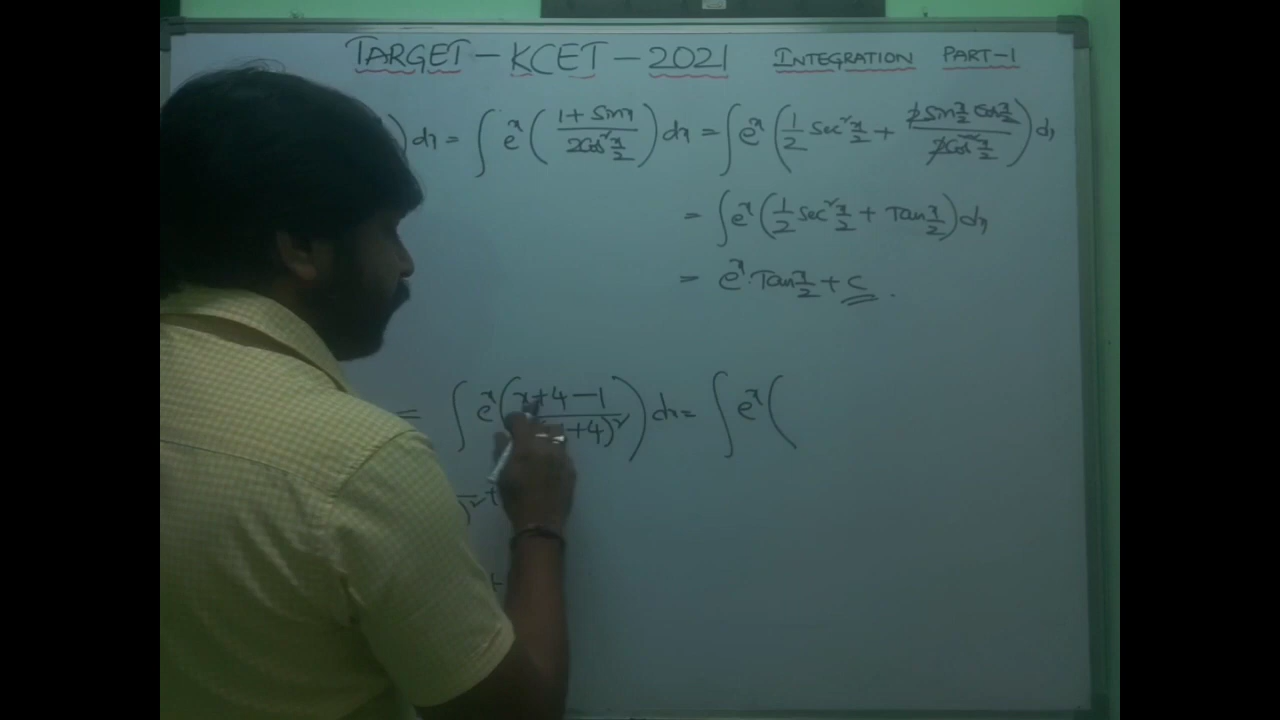 TARGET - KCET - 2021 INTEGRATION PART-1
) dx = ∫ eˣ ( (1 + Sinx) / (2Cos² x/2) ) dx = ∫ eˣ ( 1/2 Sec² x/2 + (2Sin x/2 Cos x/2) / (2Cos² x/2) ) dx
= ∫ eˣ ( 1/2 Sec² x/2 + Tan x/2 ) dx
= eˣ . Tan x/2 + c .
= ∫ eˣ ( (x+4-1) / ( +4)² ) dx = ∫ eˣ (
)² +
+